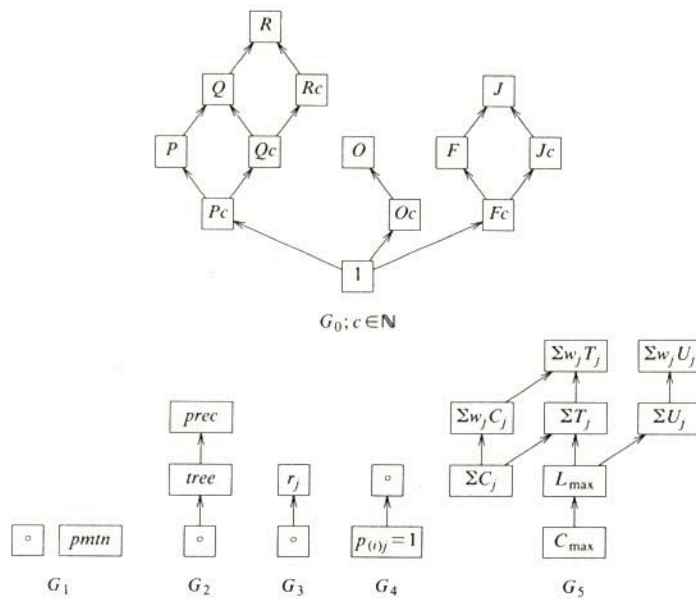 R
Q Rc J
P Qc O F Jc
Pc Oc Fc
1
G₀; c ∈ ℕ
Σw_jT_j Σw_jU_j
prec Σw_jC_j ΣT_j ΣU_j
tree r_j ∘ ΣC_j L_max
∘ pmtn ∘ ∘ p_(i)j = 1 C_max
G₁ G₂ G₃ G₄ G₅